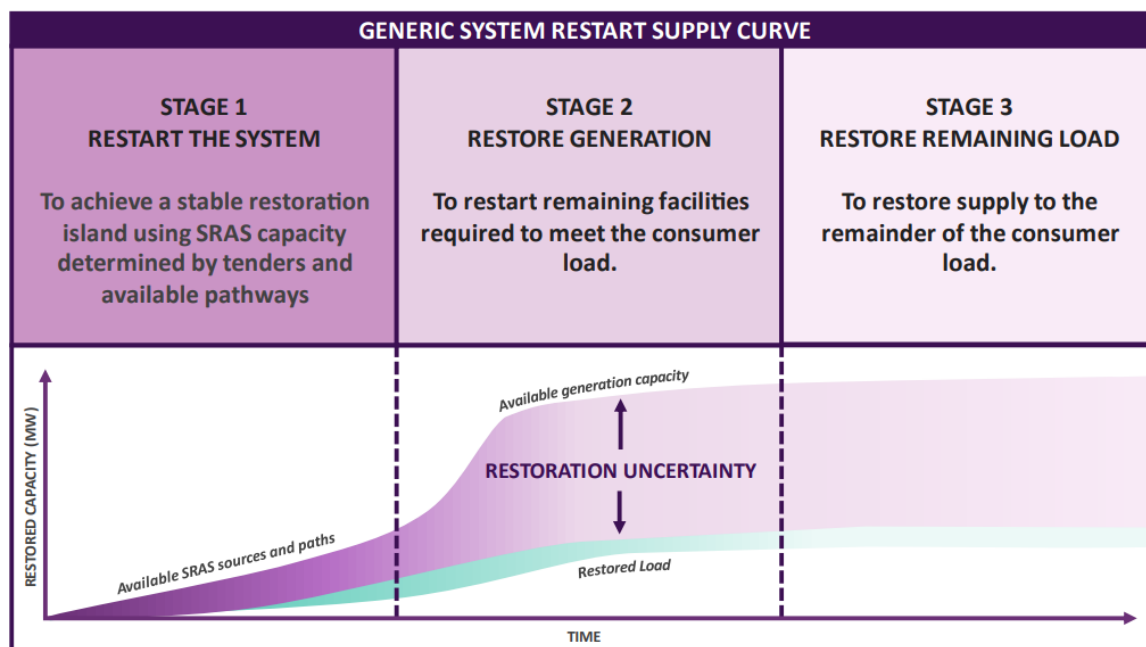 GENERIC SYSTEM RESTART SUPPLY CURVE
STAGE 1
RESTART THE SYSTEM
To achieve a stable restoration
island using SRAS capacity
determined by tenders and
available pathways
STAGE 2
RESTORE GENERATION
To restart remaining facilities
required to meet the consumer
load.
STAGE 3
RESTORE REMAINING LOAD
To restore supply to the
remainder of the consumer
load.
RESTORED CAPACITY (MW)
Available SRAS sources and paths
Available generation capacity
RESTORATION UNCERTAINTY
Restored Load
TIME